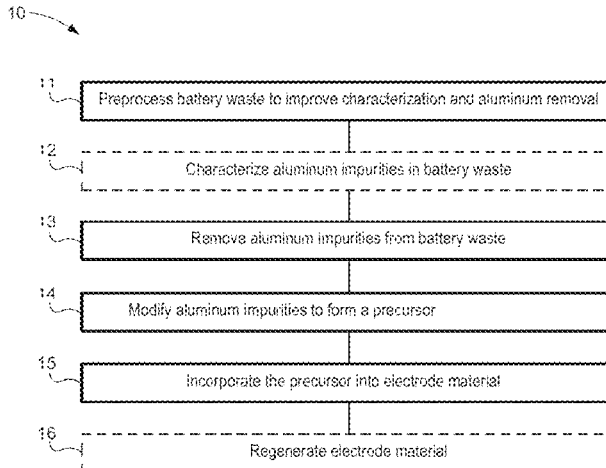 10
11
Preprocess battery waste to improve characterization and aluminum removal
12
Characterize aluminum impurities in battery waste
13
Remove aluminum impurities from battery waste
14
Modify aluminum impurities to form a precursor
15
Incorporate the precursor into electrode material
16
Regenerate electrode material